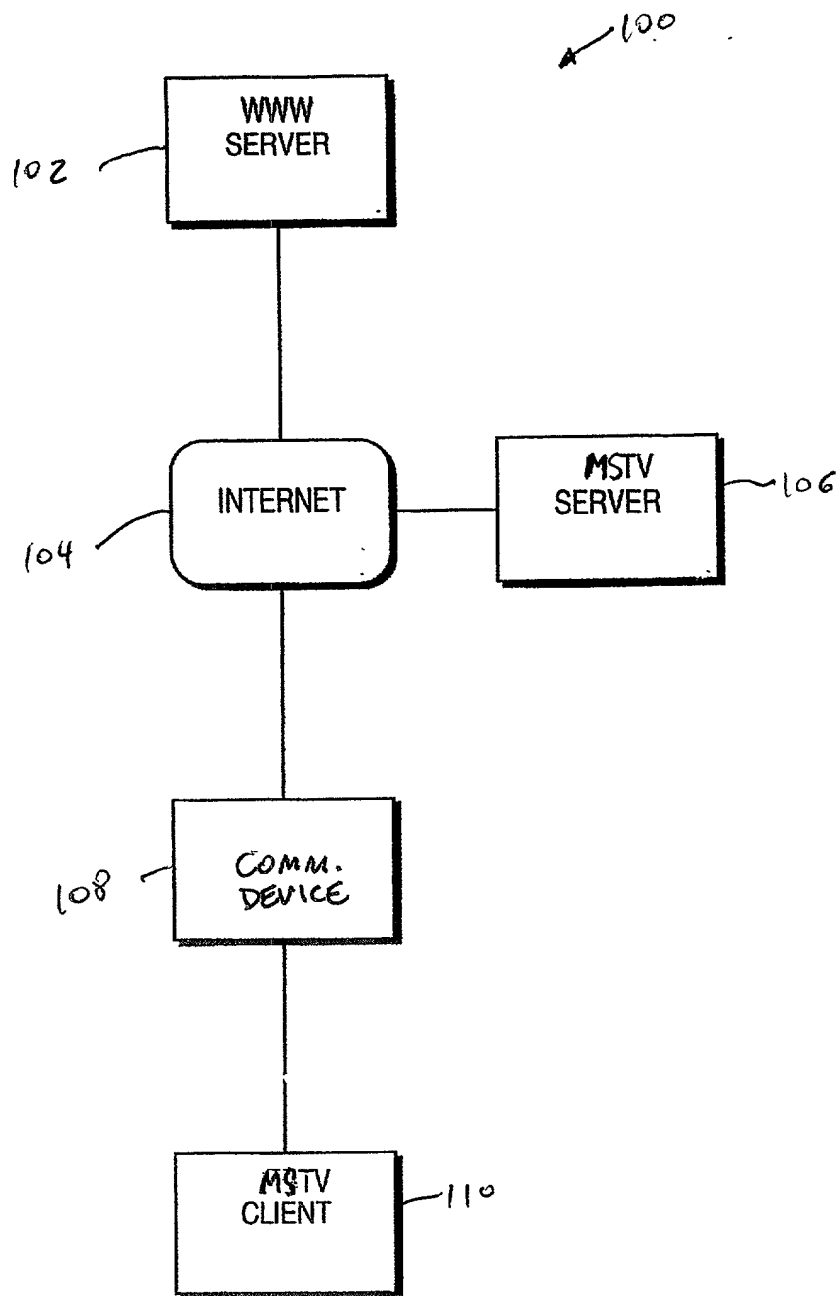 100
WWW
SERVER
102
INTERNET
104
MSTV
SERVER
106
COMM.
DEVICE
108
MSTV
CLIENT
110